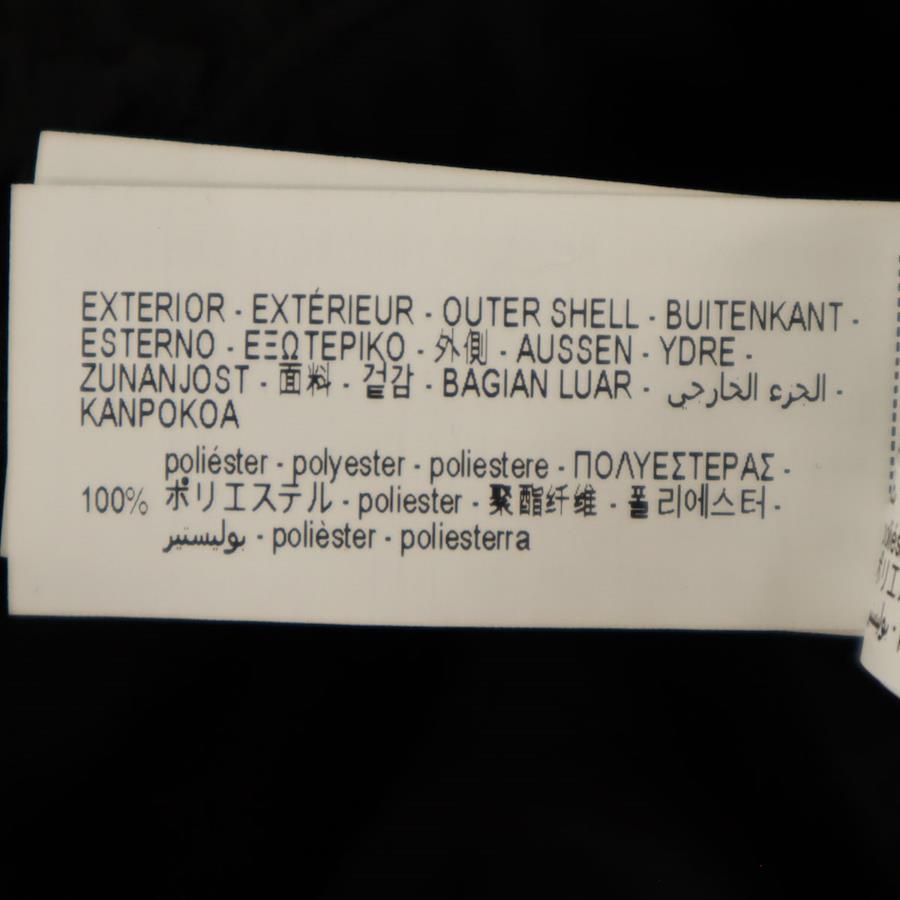 EXTERIOR - EXTÉRIEUR - OUTER SHELL - BUITENKANT -
ESTERNO - ΕΞΩΤΕΡΙΚΟ - 外側 - AUSSEN - YDRE -
ZUNANJOST - 面料 - 겉감 - BAGIAN LUAR - الجزء الخارجي -
KANPOKOA
poliéster - polyester - poliestere - ΠΟΛΥΕΣΤΕΡΑΣ -
100% ポリエステル - poliester - 聚酯纤维 - 폴리에스터 -
بوليستير - polièster - poliesterra